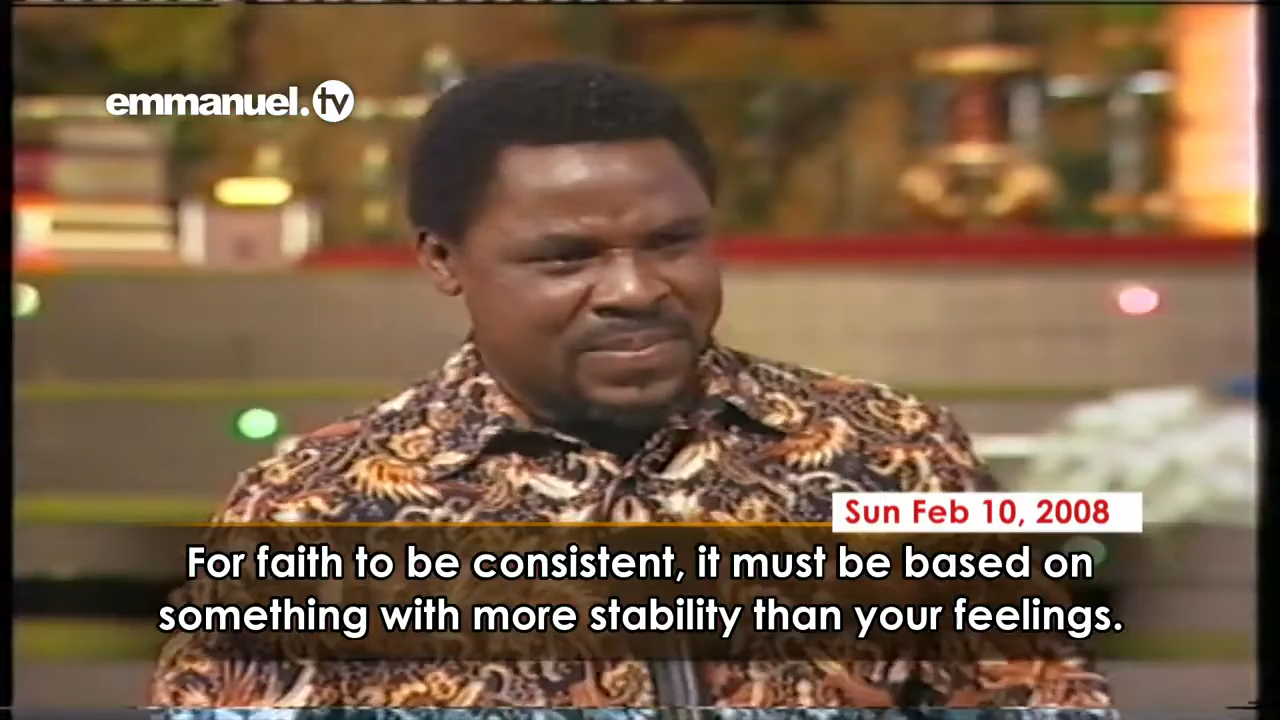 emmanuel.tv
Sun Feb 10, 2008
For faith to be consistent, it must be based on
something with more stability than your feelings.